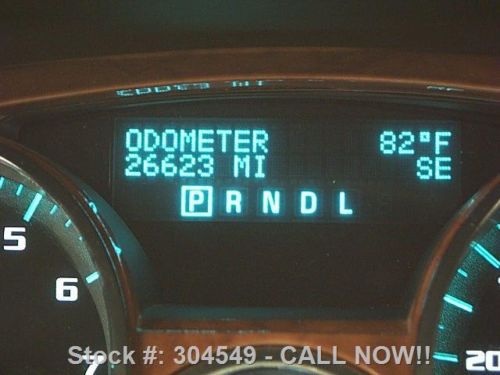 ODOMETER 82°F
26623 MI SE
P R N D L
5
6
7
20
Stock #: 304549 - CALL NOW!!